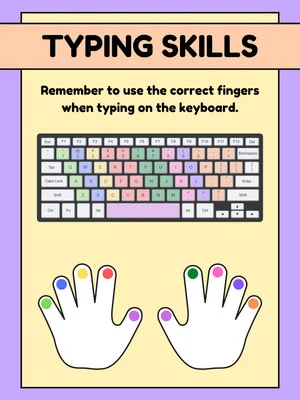 TYPING SKILLS
Remember to use the correct fingers
when typing on the keyboard.
Esc F1 F2 F3 F4 F5 F6 F7 F8 F9 F10 F11 F12 Del
Backspace
Tab Q W E R T Y U I O P
Caps Lock A S D F G H J K L Enter
Shift Z X C V B N M Shift
Ctrl Fn Alt Alt Ctrl